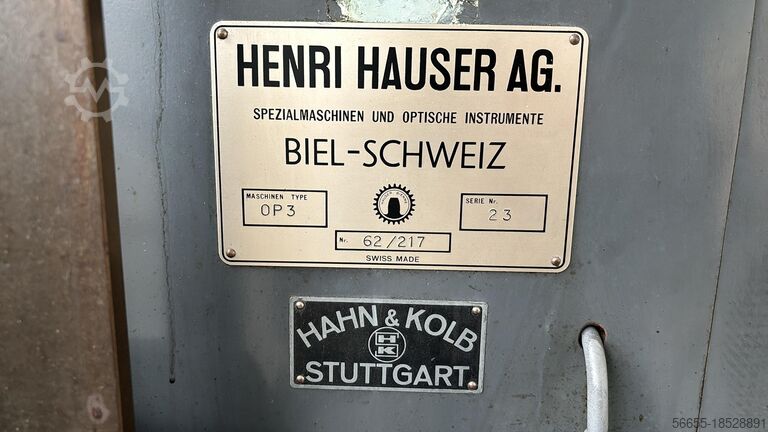 HENRI HAUSER AG.
SPEZIALMASCHINEN UND OPTISCHE INSTRUMENTE
BIEL-SCHWEIZ
MASCHINEN TYPE
OP3
SERIE Nr.
23
Nr. 62/217
SWISS MADE
HAHN & KOLB
HK
STUTTGART
56655-18528891